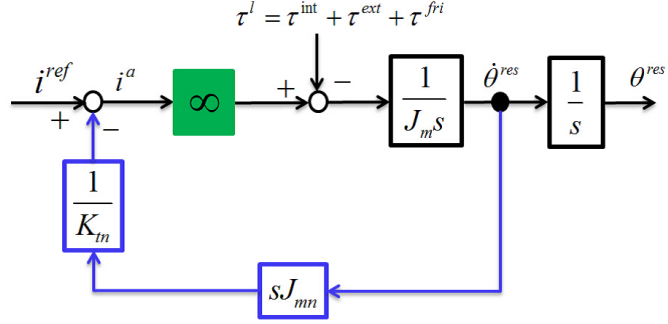 τ^l = τ^int + τ^ext + τ^fri
i^ref
i^a
∞
1/(J_m s)
θ̇^res
1/s
θ^res
+
−
+
−
1/K_tn
sJ_mn